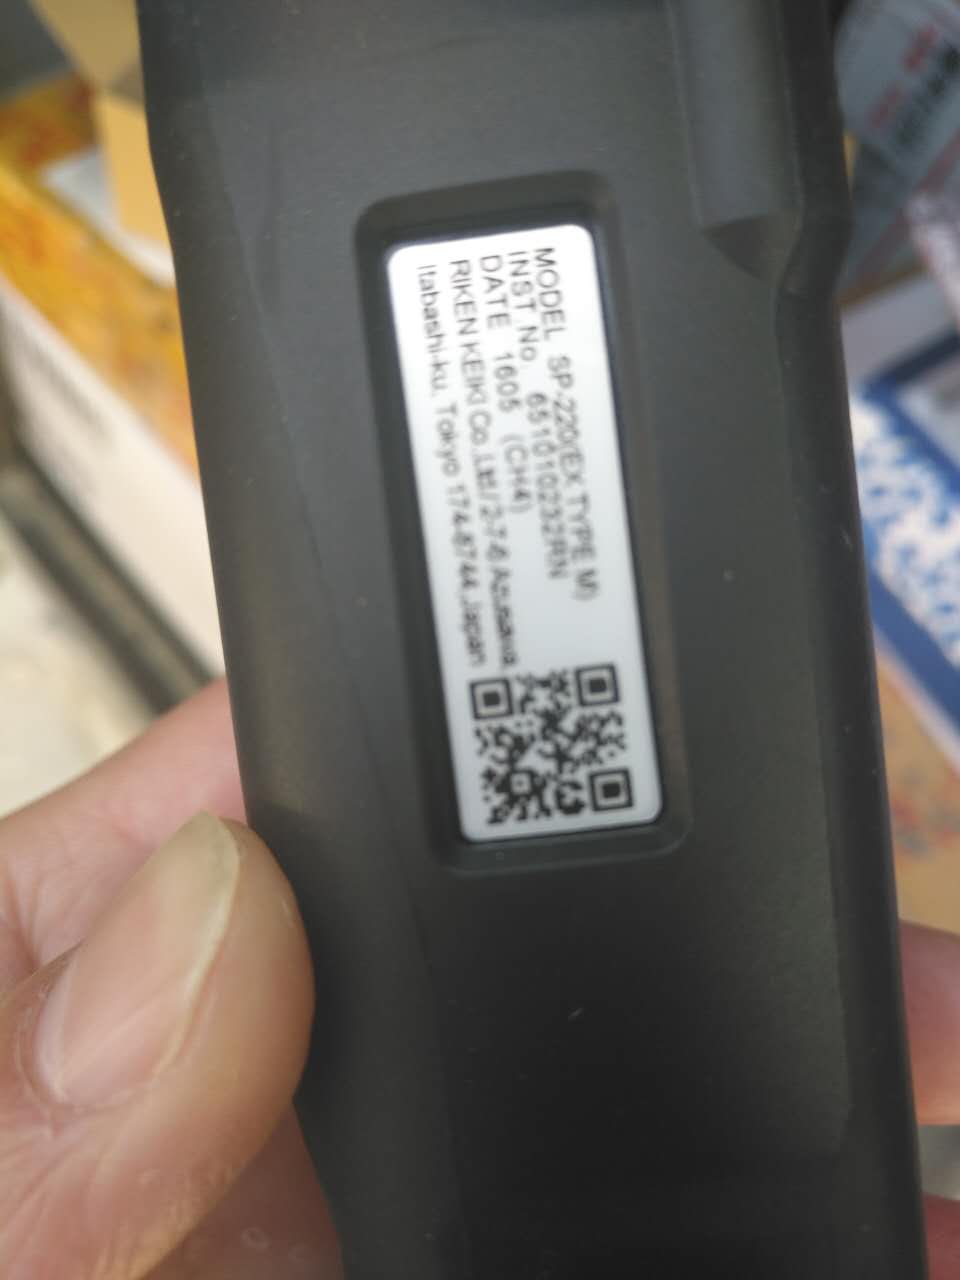 MODEL SP-220(EX TYPE M)
INST. No. 651010232RN
DATE 1605 (CH4)
RIKEN KEIKI Co.,Ltd./ 2-7-6,Azusawa,
Itabashi-ku, Tokyo 174-8744,Japan